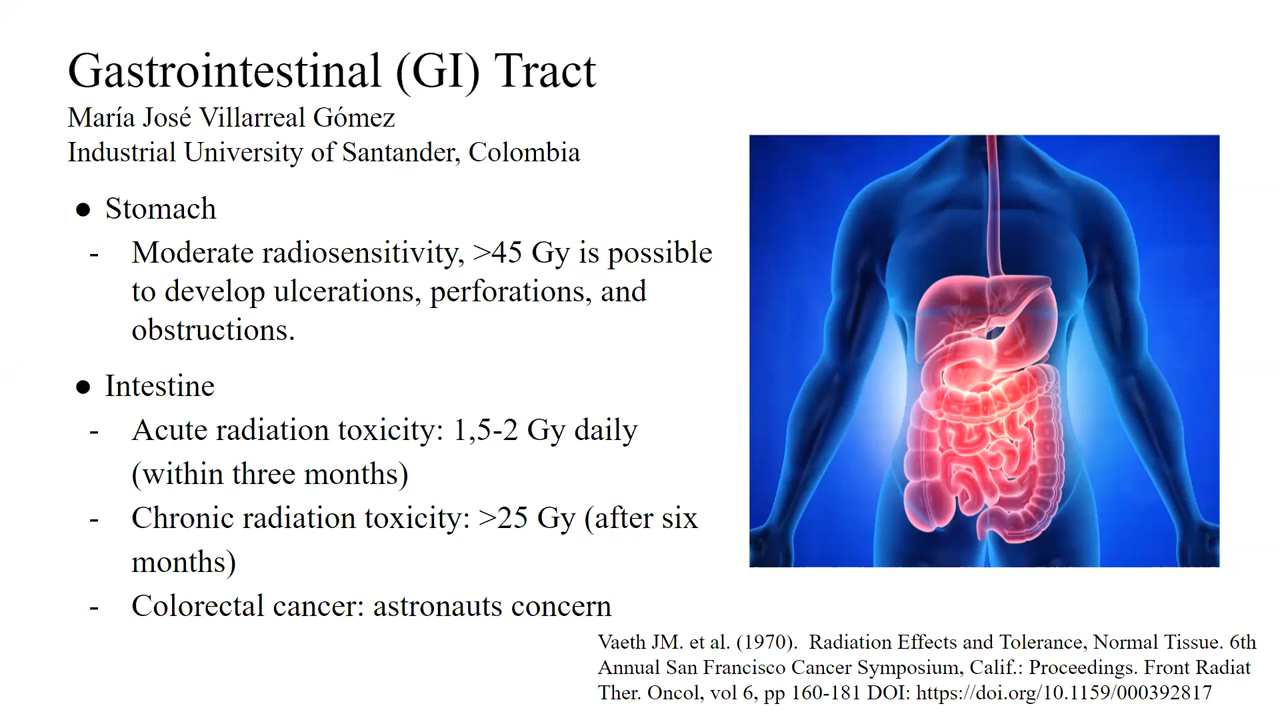 Gastrointestinal (GI) Tract
María José Villarreal Gómez
Industrial University of Santander, Colombia
● Stomach
- Moderate radiosensitivity, >45 Gy is possible
to develop ulcerations, perforations, and
obstructions.
● Intestine
- Acute radiation toxicity: 1,5-2 Gy daily
(within three months)
- Chronic radiation toxicity: >25 Gy (after six
months)
- Colorectal cancer: astronauts concern
Vaeth JM. et al. (1970). Radiation Effects and Tolerance, Normal Tissue. 6th
Annual San Francisco Cancer Symposium, Calif.: Proceedings. Front Radiat
Ther. Oncol, vol 6, pp 160-181 DOI: https://doi.org/10.1159/000392817